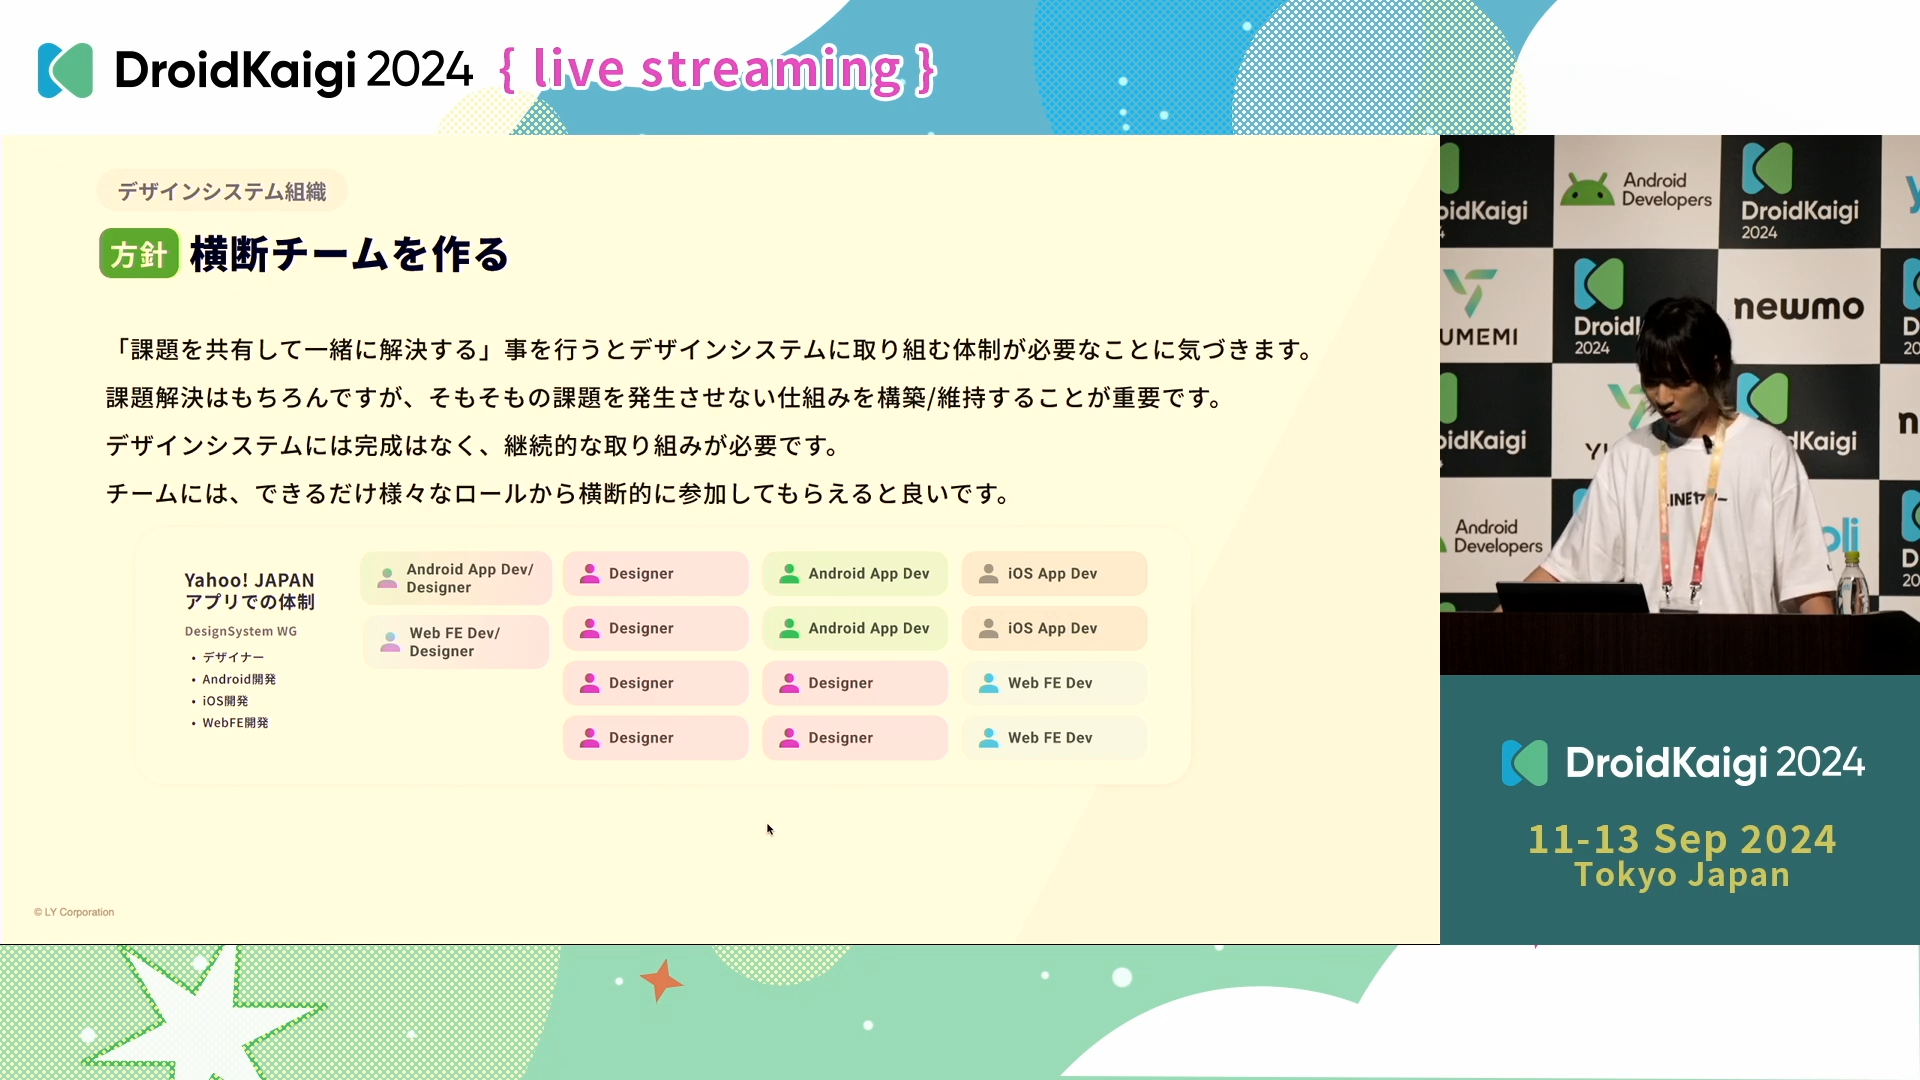 DroidKaigi 2024 { live streaming }
デザインシステム組織
方針 横断チームを作る
「課題を共有して一緒に解決する」事を行うとデザインシステムに取り組む体制が必要なことに気づきます。
課題解決はもちろんですが、そもそもの課題を発生させない仕組みを構築/維持することが重要です。
デザインシステムには完成はなく、継続的な取り組みが必要です。
チームには、できるだけ様々なロールから横断的に参加してもらえると良いです。
Yahoo! JAPAN
アプリでの体制
DesignSystem WG
• デザイナー
• Android開発
• iOS開発
• WebFE開発
Android App Dev/
Designer
Web FE Dev/
Designer
Designer
Designer
Designer
Designer
Android App Dev
Android App Dev
Designer
Designer
iOS App Dev
iOS App Dev
Web FE Dev
Web FE Dev
© LY Corporation
Android
Developers
DroidKaigi
2024
newmo
UMEMI
2024
Android
Developers
DroidKaigi 2024
11-13 Sep 2024
Tokyo Japan